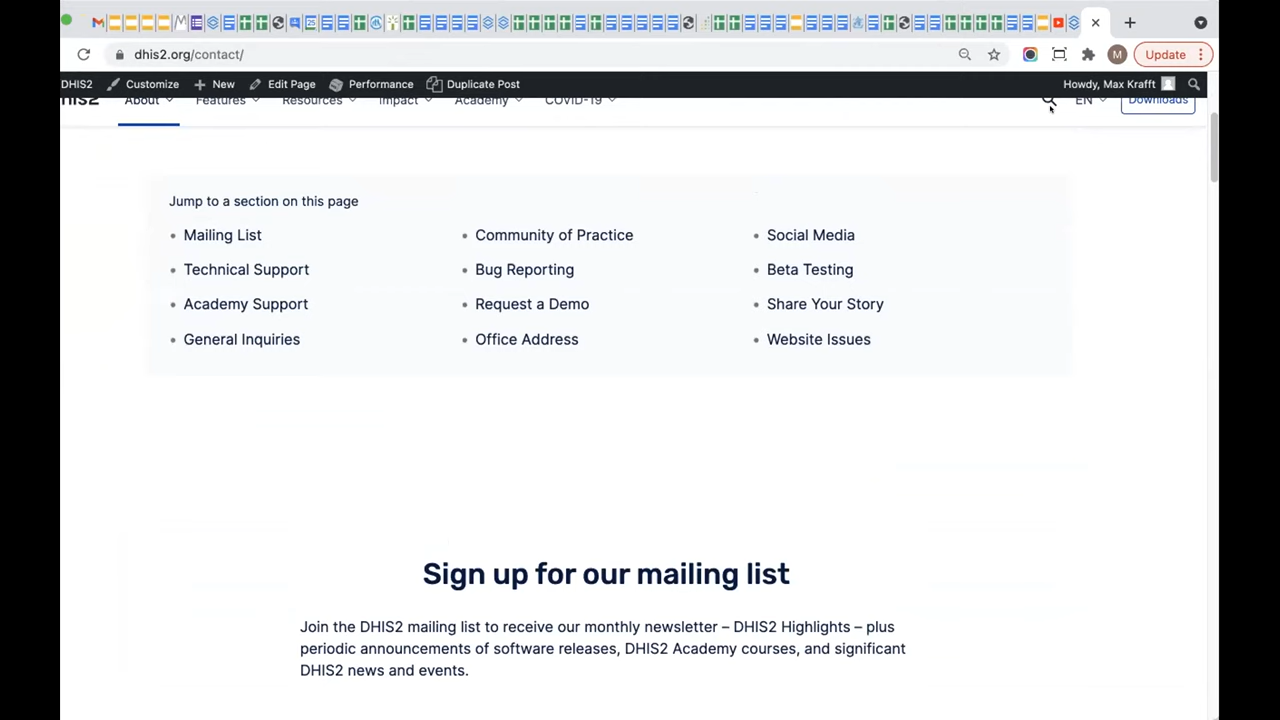 dhis2.org/contact/
M
Update
DHIS2 Customize New Edit Page Performance Duplicate Post Howdy, Max Krafft
About Features Resources Impact Academy COVID-19 EN Downloads
Jump to a section on this page
Mailing List Community of Practice Social Media
Technical Support Bug Reporting Beta Testing
Academy Support Request a Demo Share Your Story
General Inquiries Office Address Website Issues
Sign up for our mailing list
Join the DHIS2 mailing list to receive our monthly newsletter – DHIS2 Highlights – plus
periodic announcements of software releases, DHIS2 Academy courses, and significant
DHIS2 news and events.